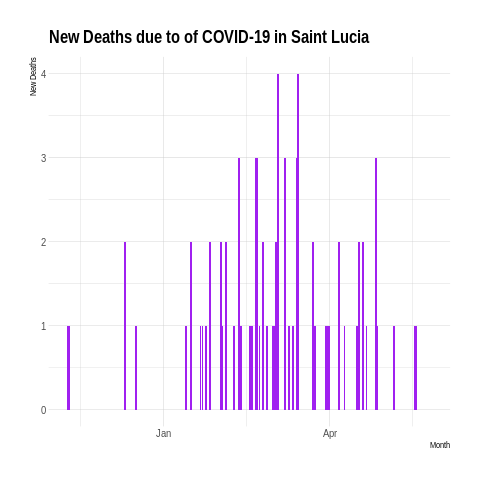 New Deaths due to of COVID-19 in Saint Lucia
New Deaths
4
3
2
1
0
Jan Apr
Month